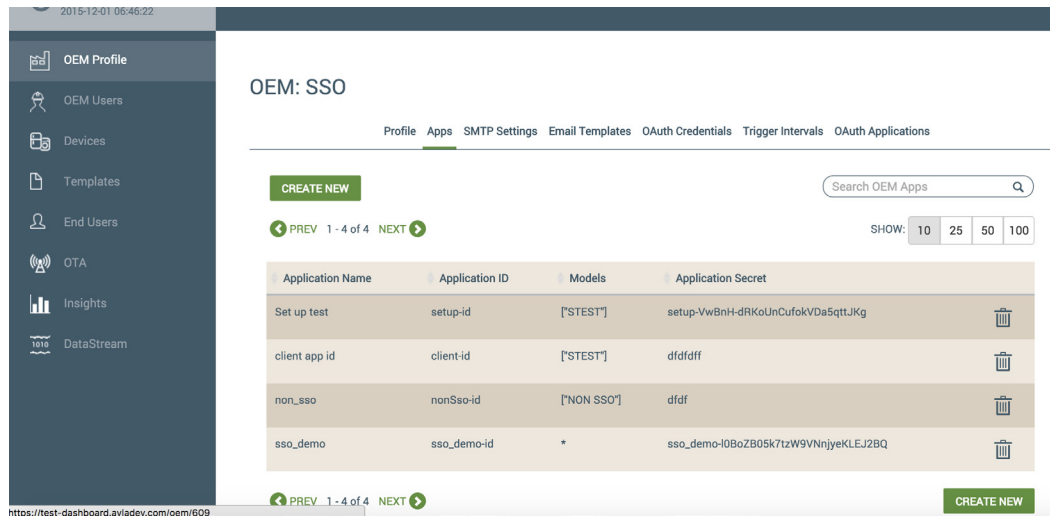 2015-12-01 06:46:22
OEM Profile
OEM Users
Devices
Templates
End Users
OTA
Insights
1010 DataStream
OEM: SSO
Profile Apps SMTP Settings Email Templates OAuth Credentials Trigger Intervals OAuth Applications
CREATE NEW
Search OEM Apps
PREV 1 - 4 of 4 NEXT
SHOW: 10 25 50 100
Application Name Application ID Models Application Secret
Set up test setup-id ["STEST"] setup-VwBnH-dRKoUnCufokVDa5qttJKg
client app id client-id ["STEST"] dfdfdff
non_sso nonSso-id ["NON SSO"] dfdf
sso_demo sso_demo-id * sso_demo-I0BoZB05k7tzW9VNnjyeKLEJ2BQ
PREV 1 - 4 of 4 NEXT
CREATE NEW
https://test-dashboard.ayladev.com/oem/609